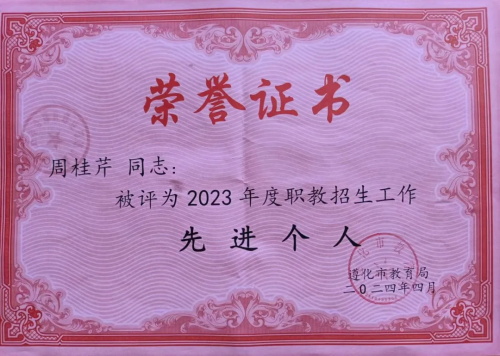 荣誉证书
周桂芹 同志：
被评为2023年度职教招生工作
先进个人
遵化市教育局
二〇二四年四月